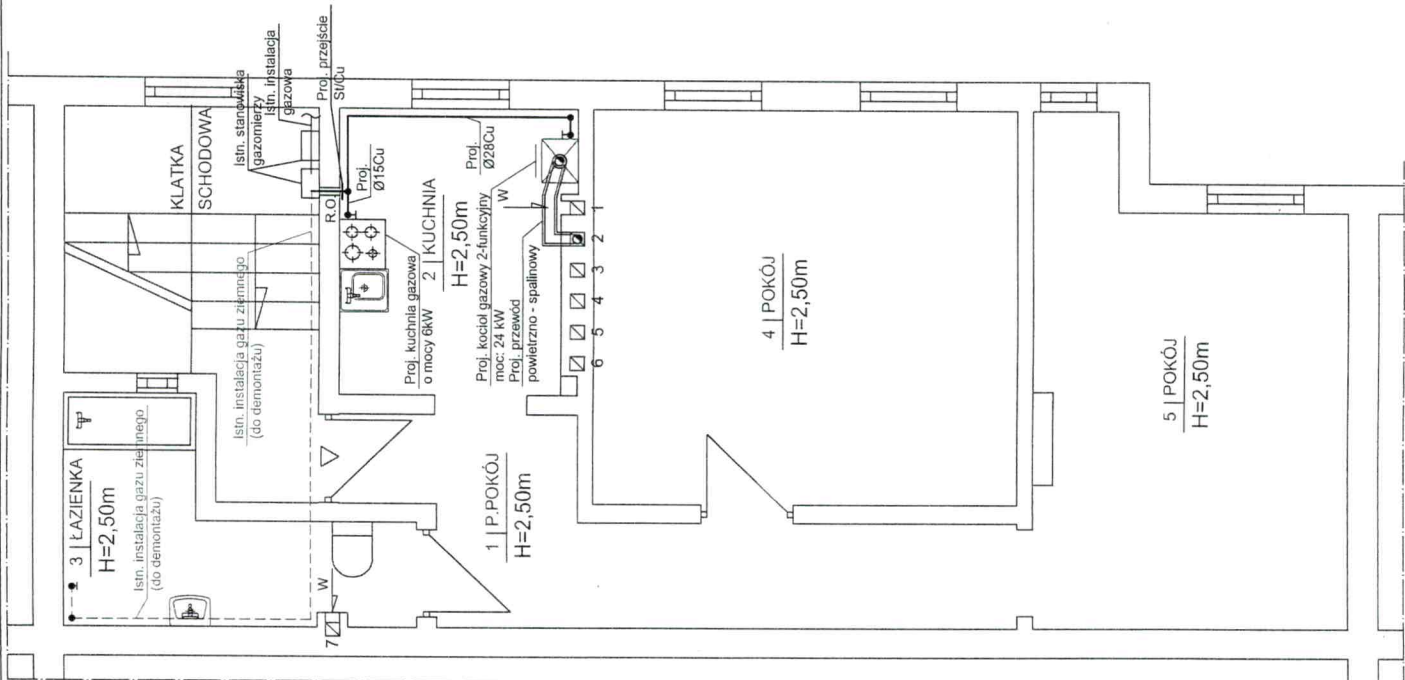 Istn. stanowiska
gazomierzy
Istn. instalacja
gazowa
Proj. przejście
St/Cu
KLATKA
SCHODOWA
Istn. instalacja gazu ziemnego
(do demontażu)
R.O.
Proj.
Ø15Cu
Proj.
Ø28Cu
Proj. kuchnia gazowa
o mocy 6kW
2 | KUCHNIA
H=2,50m
Proj. kocioł gazowy 2-funkcyjny
moc: 24 kW
Proj. przewód
powietrzno - spalinowy
W
1
2
3
4
5
6
3 | ŁAZIENKA
H=2,50m
Istn. instalacja gazu ziemnego
(do demontażu)
W
7
1 | P.POKÓJ
H=2,50m
4 | POKÓJ
H=2,50m
5 | POKÓJ
H=2,50m